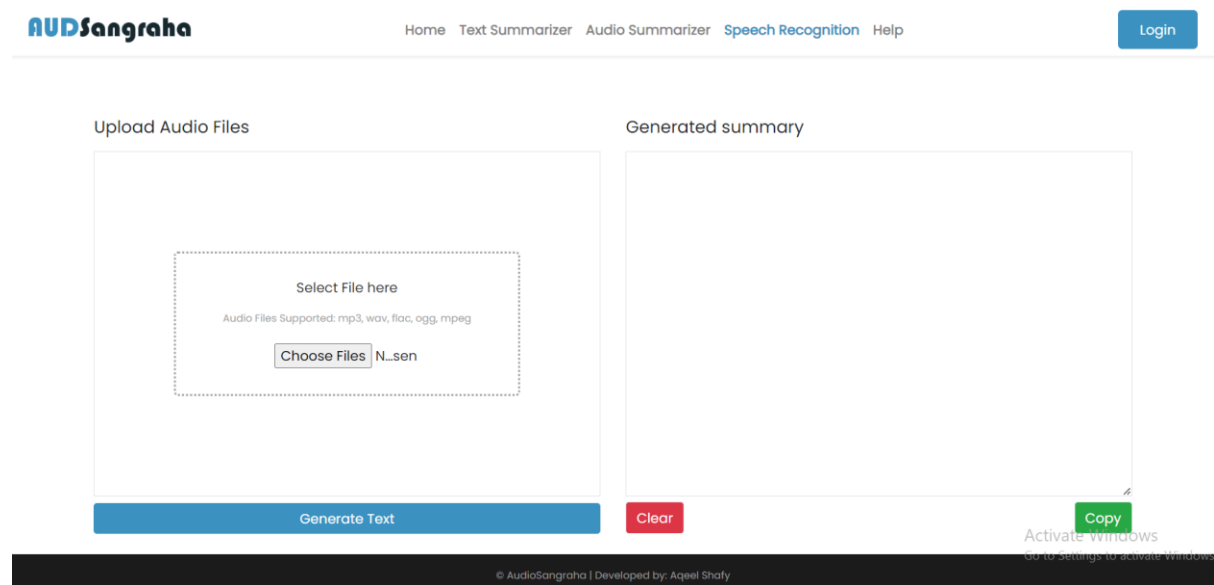 AUDSangraha
Home Text Summarizer Audio Summarizer Speech Recognition Help
Login
Upload Audio Files
Select File here
Audio Files Supported: mp3, wav, flac, ogg, mpeg
Choose Files N...sen
Generate Text
Generated summary
Clear
Copy
Activate Windows
Go to Settings to activate Windows
© AudioSangraha | Developed by: Aqeel Shafy